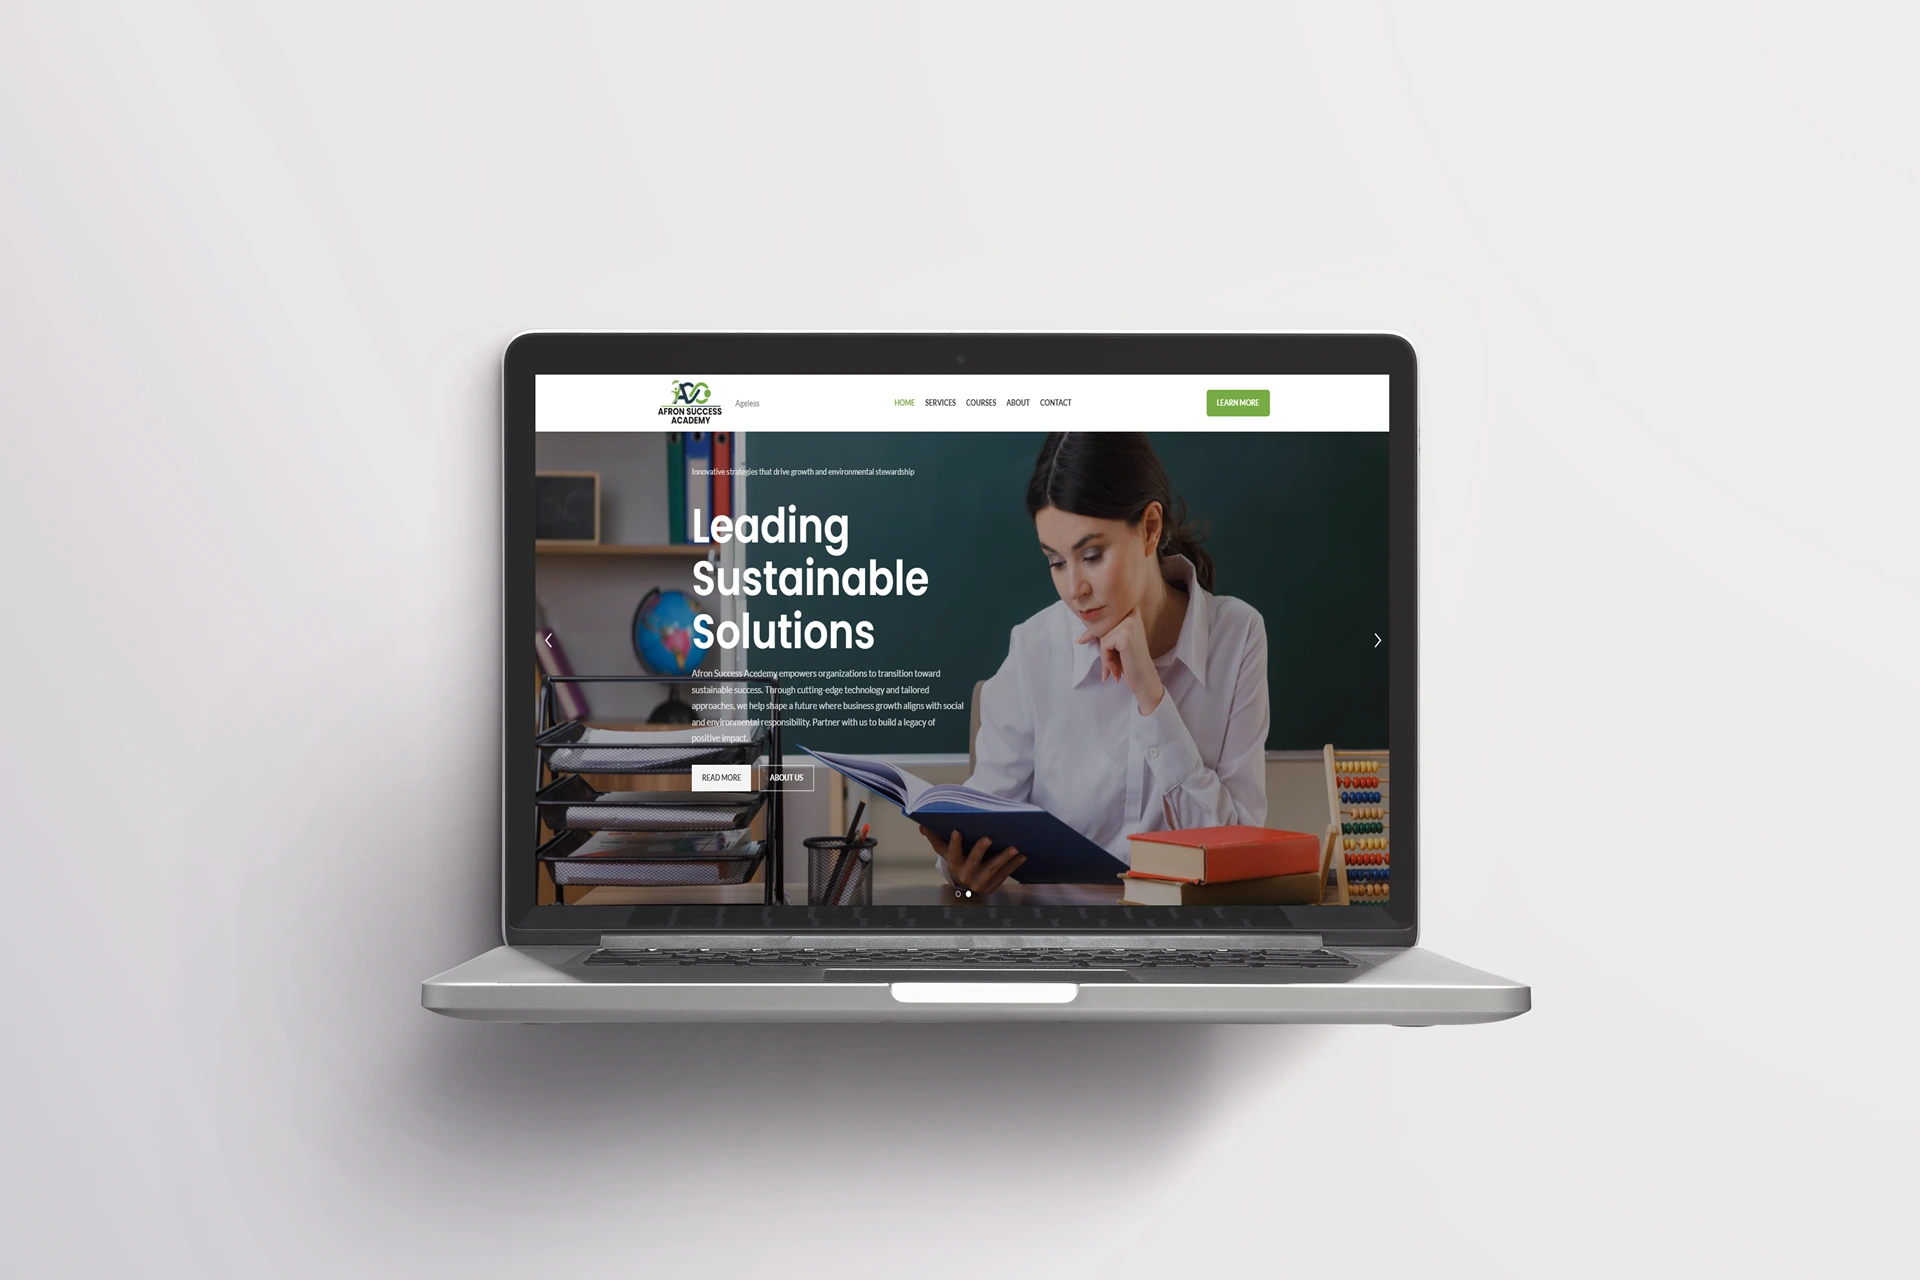 AFRON SUCCESS
ACADEMY
Ageless
HOME SERVICES COURSES ABOUT CONTACT
LEARN MORE
Innovative strategies that drive growth and environmental stewardship
Leading
Sustainable
Solutions
Afron Success Acedemy empowers organizations to transition toward
sustainable success. Through cutting-edge technology and tailored
approaches, we help shape a future where business growth aligns with social
and environmental responsibility. Partner with us to build a legacy of
positive impact.
READ MORE
ABOUT US